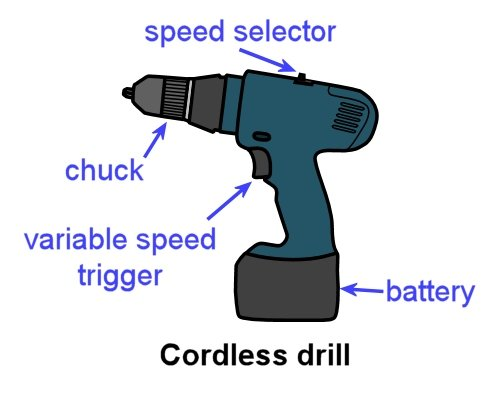 speed selector
chuck
variable speed
trigger
battery
Cordless drill